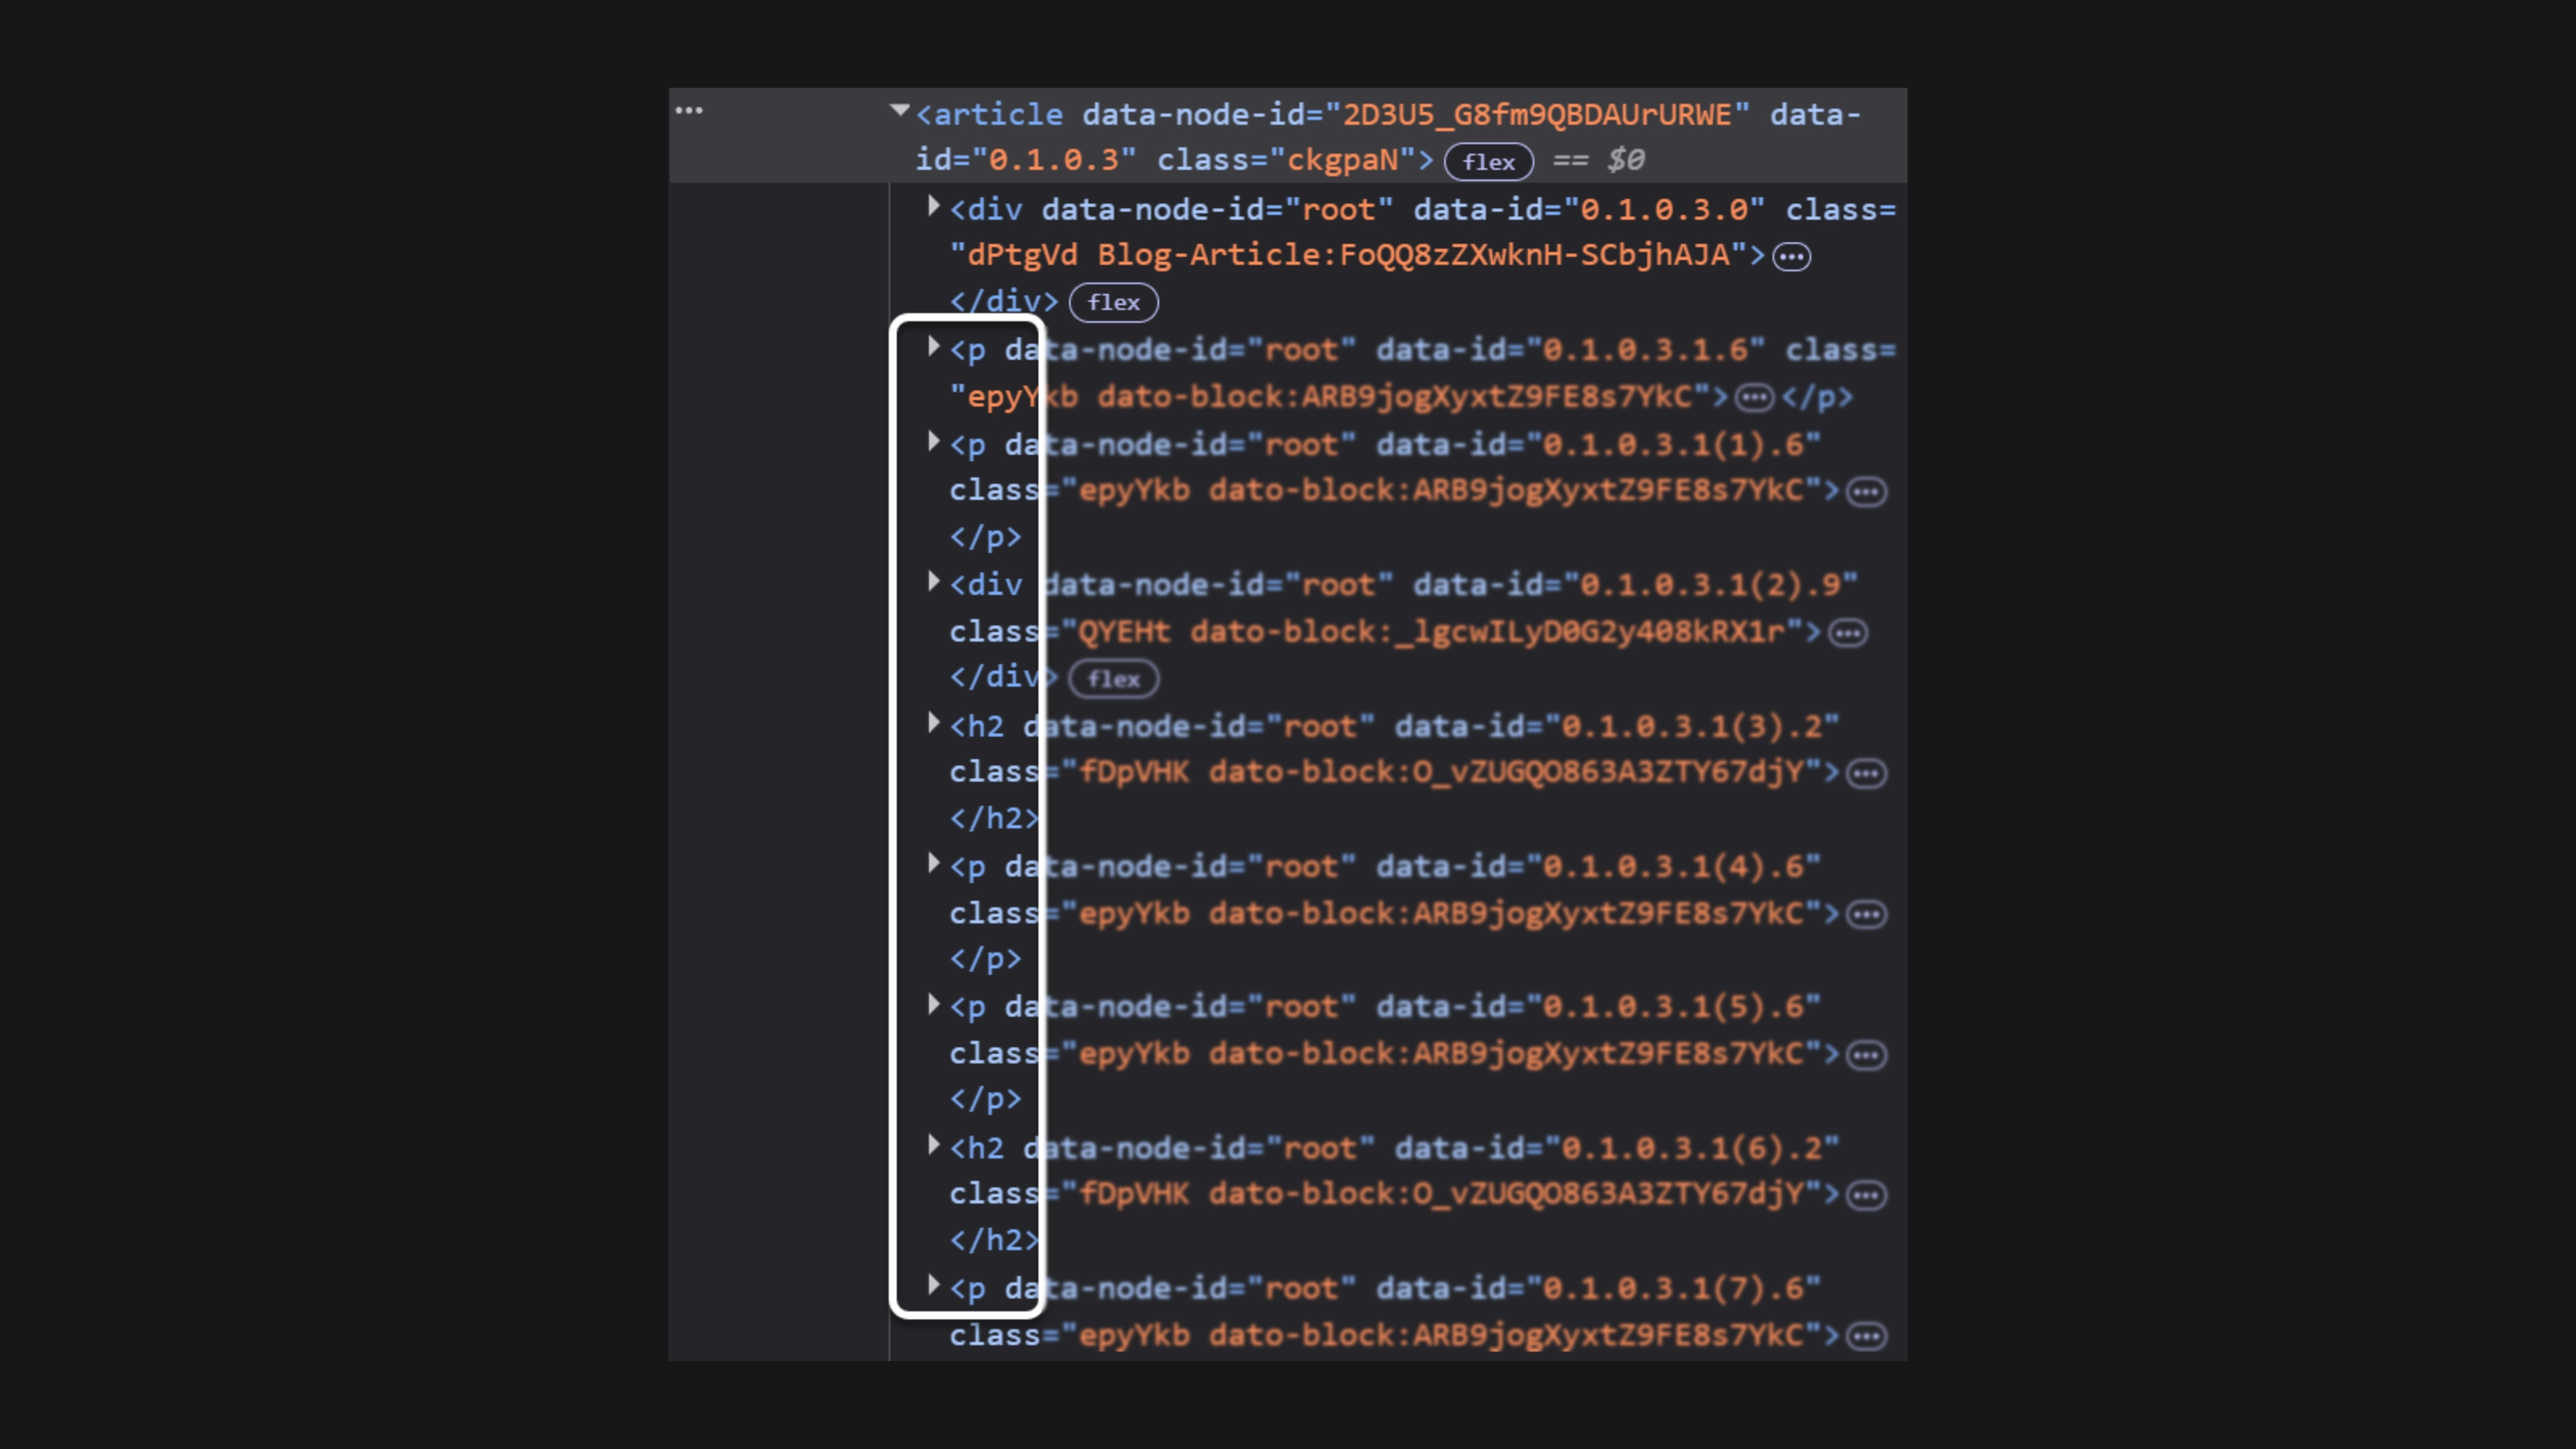 <article data-node-id="2D3U5_G8fm9QBDAUrURWE" data-
id="0.1.0.3" class="ckgpaN"> flex == $0
<div data-node-id="root" data-id="0.1.0.3.0" class=
"dPtgVd Blog-Article:FoQQ8zZXwknH-SCbjhAJA">
</div> flex
<p data-node-id="root" data-id="0.1.0.3.1.6" class=
"epyYkb dato-block:ARB9jogXyxtZ9FE8s7YkC"> </p>
<p data-node-id="root" data-id="0.1.0.3.1(1).6"
class="epyYkb dato-block:ARB9jogXyxtZ9FE8s7YkC">
</p>
<div data-node-id="root" data-id="0.1.0.3.1(2).9"
class="QYEHt dato-block:_lgcwILyD0G2y408kRX1r">
</div> flex
<h2 data-node-id="root" data-id="0.1.0.3.1(3).2"
class="fDpVHK dato-block:O_vZUGQO863A3ZTY67djY">
</h2>
<p data-node-id="root" data-id="0.1.0.3.1(4).6"
class="epyYkb dato-block:ARB9jogXyxtZ9FE8s7YkC">
</p>
<p data-node-id="root" data-id="0.1.0.3.1(5).6"
class="epyYkb dato-block:ARB9jogXyxtZ9FE8s7YkC">
</p>
<h2 data-node-id="root" data-id="0.1.0.3.1(6).2"
class="fDpVHK dato-block:O_vZUGQO863A3ZTY67djY">
</h2>
<p data-node-id="root" data-id="0.1.0.3.1(7).6"
class="epyYkb dato-block:ARB9jogXyxtZ9FE8s7YkC">